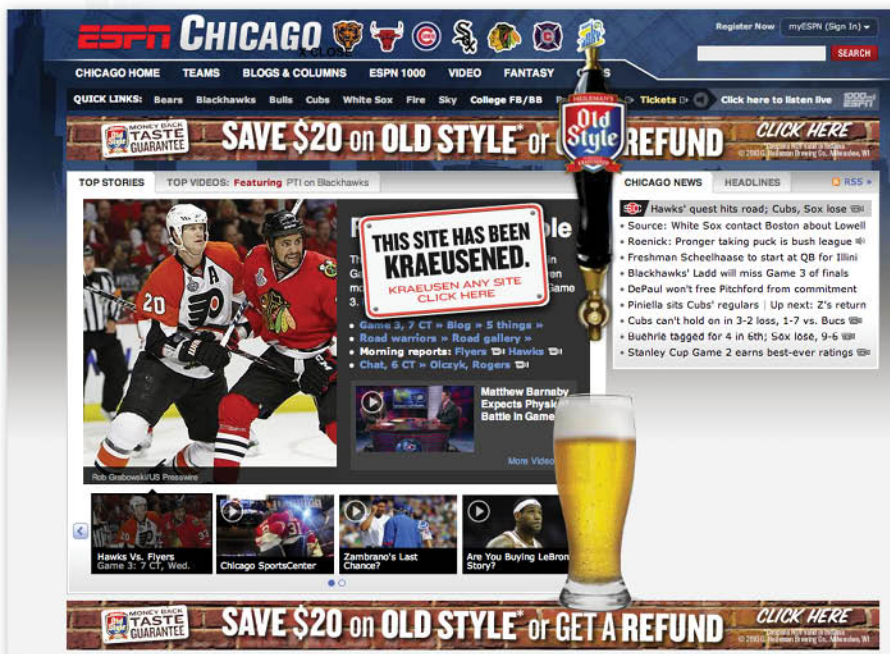 ESPN CHICAGO
X CLOSE
Register Now myESPN (Sign In)
SEARCH
CHICAGO HOME TEAMS BLOGS & COLUMNS ESPN 1000 VIDEO FANTASY
QUICK LINKS: Bears Blackhawks Bulls Cubs White Sox Fire Sky College FB/BB Tickets Click here to listen live 1000 ESPN
HEILEMAN'S
Old
Style
MONEY BACK
TASTE
GUARANTEE
SAVE $20 on OLD STYLE* or REFUND
CLICK HERE
TOP STORIES TOP VIDEOS: Featuring PTI on Blackhawks
THIS SITE HAS BEEN
KRAEUSENED.
KRAEUSEN ANY SITE
CLICK HERE
3.
Game 3, 7 CT » Blog » 5 things »
Road warriors » Road gallery »
Morning reports: Flyers Hawks
Chat, 6 CT » Olczyk, Rogers
Matthew Barnaby
Expects
Battle in Game
More Video
20
A
Rob Grabowski/US Presswire
Hawks Vs. Flyers
Game 3: 7 CT, Wed.
Chicago SportsCenter
Zambrano's Last
Chance?
Are You Buying LeBron
Story?
CHICAGO NEWS HEADLINES RSS »
Hawks' quest hits road; Cubs, Sox lose
Source: White Sox contact Boston about Lowell
Roenick: Pronger taking puck is bush league
Freshman Scheelhaase to start at QB for Illini
Blackhawks' Ladd will miss Game 3 of finals
DePaul won't free Pitchford from commitment
Piniella sits Cubs' regulars | Up next: Z's return
Cubs can't hold on in 3-2 loss, 1-7 vs. Bucs
Buehrle tagged for 4 in 6th; Sox lose, 9-6
Stanley Cup Game 2 earns best-ever ratings
MONEY BACK
TASTE
GUARANTEE
SAVE $20 on OLD STYLE* or GET A REFUND
CLICK HERE